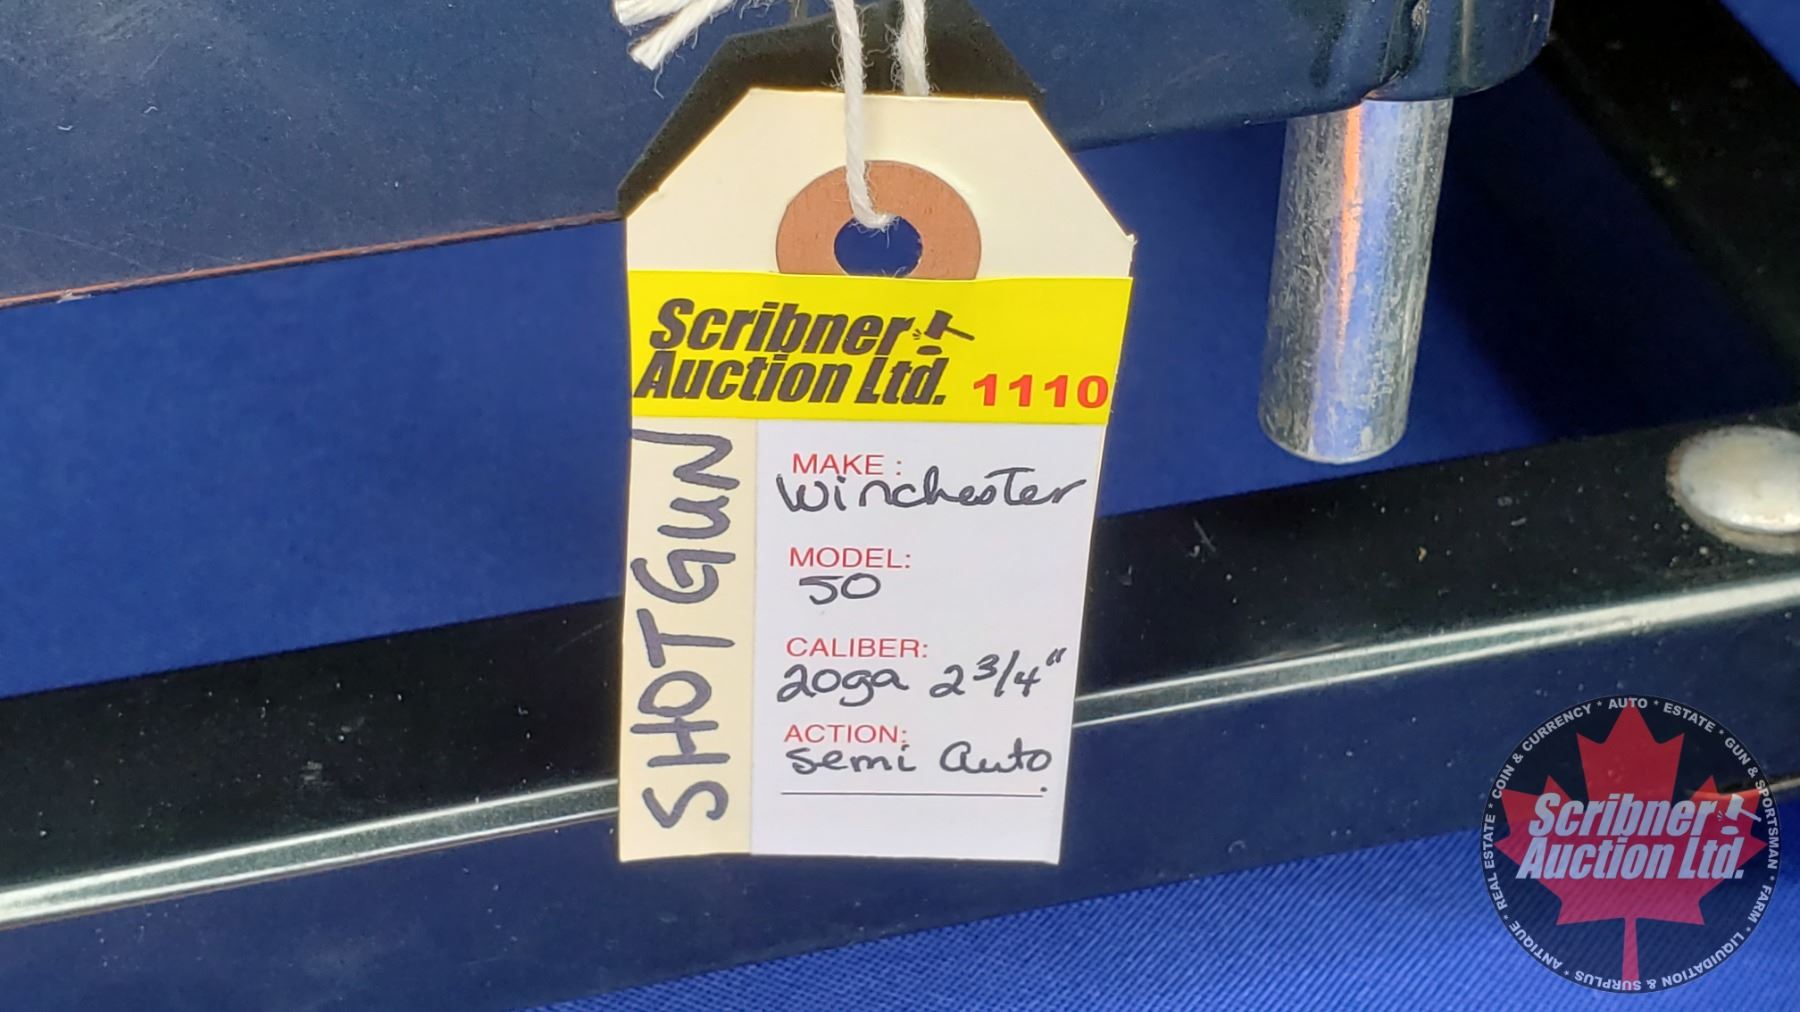 Scribner
Auction Ltd. 1110
SHOTGUN
MAKE :
Winchester
MODEL:
50
CALIBER:
20ga 2 3/4"
ACTION:
Semi Auto
Scribner
Auction Ltd.
ANTIQUE * REAL ESTATE * COIN & CURRENCY * AUTO * ESTATE * GUN & SPORTSMAN * FARM * LIQUIDATION & SURPLUS *